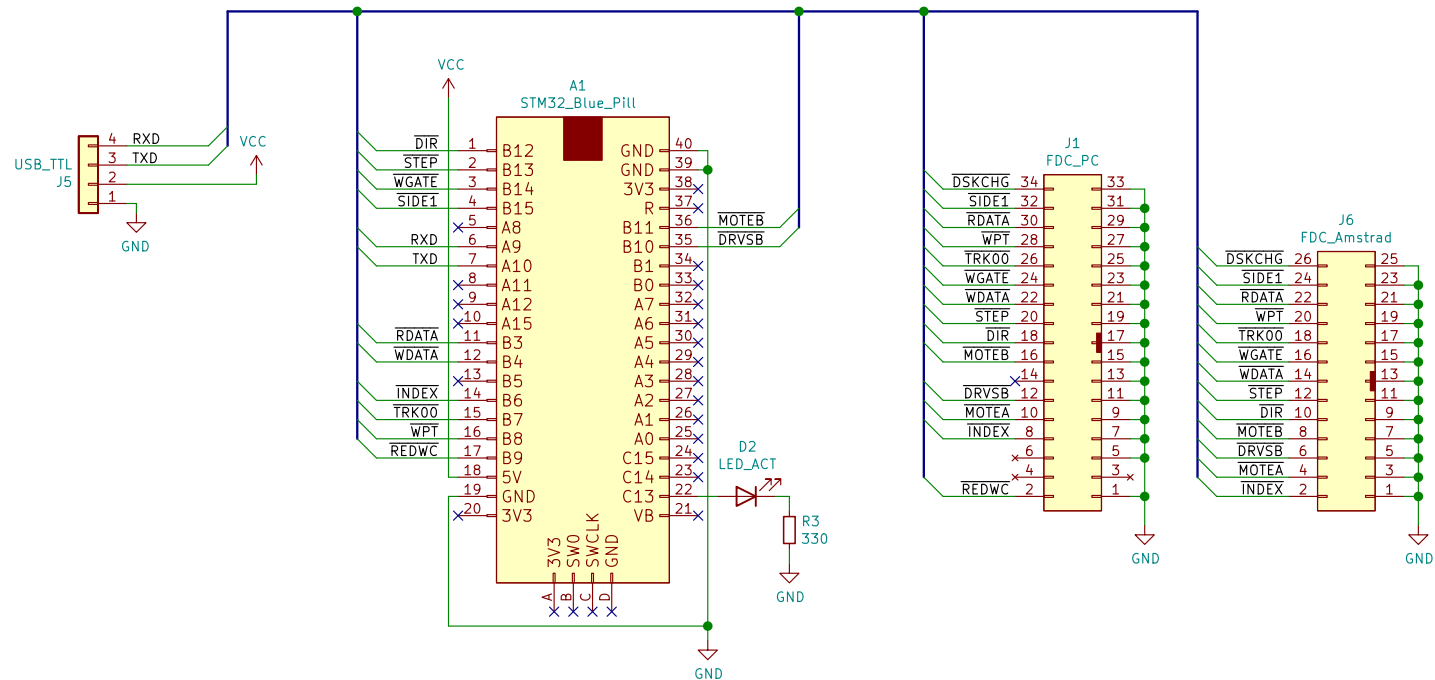 USB_TTL
J5
4 RXD
3 TXD
2
1
VCC
GND
VCC
A1
STM32_Blue_Pill
DIR 1 B12
STEP 2 B13
WGATE 3 B14
SIDE1 4 B15
5 A8
RXD 6 A9
TXD 7 A10
8 A11
9 A12
10 A15
RDATA 11 B3
WDATA 12 B4
13 B5
INDEX 14 B6
TRK00 15 B7
WPT 16 B8
REDWC 17 B9
18 5V
19 GND
20 3V3
GND 40
GND 39
3V3 38
R 37
B11 36 MOTEB
B10 35 DRVSB
B1 34
B0 33
A7 32
A6 31
A5 30
A4 29
A3 28
A2 27
A1 26
A0 25
C15 24
C14 23
C13 22
VB 21
3V3 SWO SWCLK GND
A B C D
GND
D2
LED_ACT
R3
330
GND
J1
FDC_PC
DSKCHG 34 33
SIDE1 32 31
RDATA 30 29
WPT 28 27
TRK00 26 25
WGATE 24 23
WDATA 22 21
STEP 20 19
DIR 18 17
MOTEB 16 15
14 13
DRVSB 12 11
MOTEA 10 9
INDEX 8 7
6 5
4 3
REDWC 2 1
GND
J6
FDC_Amstrad
DSKCHG 26 25
SIDE1 24 23
RDATA 22 21
WPT 20 19
TRK00 18 17
WGATE 16 15
WDATA 14 13
STEP 12 11
DIR 10 9
MOTEB 8 7
DRVSB 6 5
MOTEA 4 3
INDEX 2 1
GND